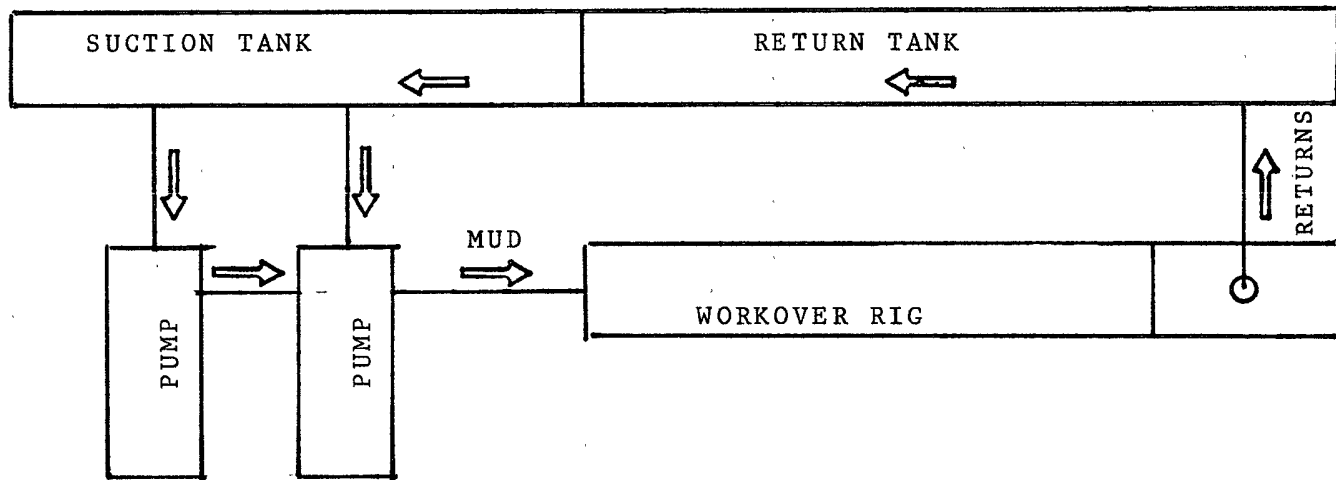 SUCTION TANK
RETURN TANK
RETURNS
MUD
PUMP
PUMP
WORKOVER RIG